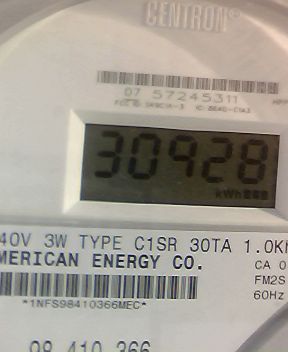 CENTRON®
07 57245311
30928
kWh
40V 3W TYPE C1SR 30TA 1.0K
MERICAN ENERGY CO.
CA 0
FM2S
60Hz
*1NFS98410366MEC*
98 410 366